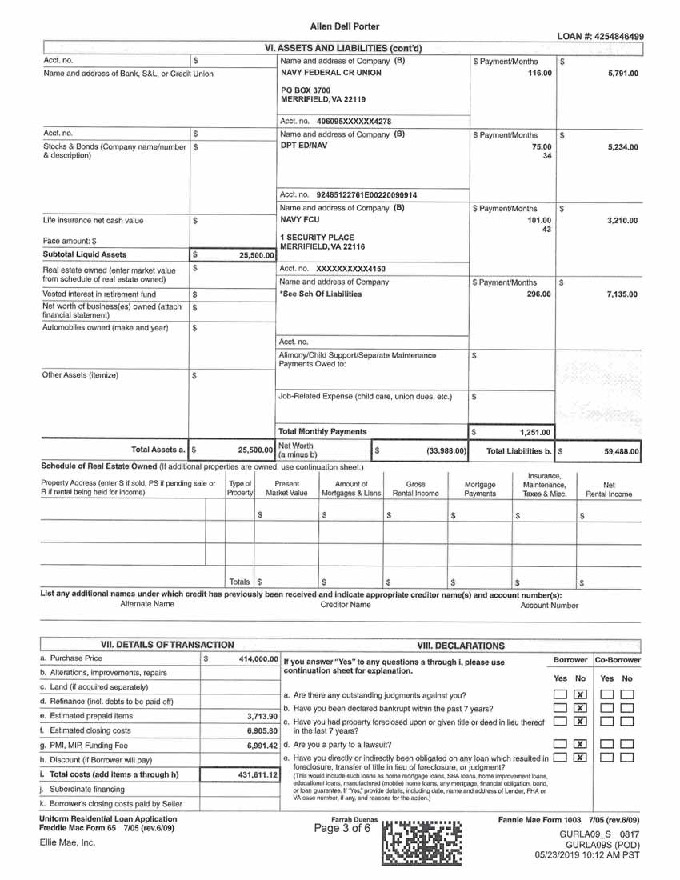 Allen Dell Porter
LOAN #: 4254846499
VI. ASSETS AND LIABILITIES (cont'd)
Acct. no. $ Name and address of Company (B) $ Payment/Months $
Name and address of Bank, S&L, or Credit Union NAVY FEDERAL CR UNION 116.00 5,791.00
PO BOX 3700
MERRIFIELD, VA 22119
Acct. no. 406095XXXXXX4278
Acct. no. $ Name and address of Company (B) $ Payment/Months $
Stocks & Bonds (Company name/number $ DPT ED/NAV 75.00 5,234.00
& description) 34
Acct. no. 92465122761E00220090914
Name and address of Company (B) $ Payment/Months $
Life insurance net cash value $ NAVY FCU 101.00 3,210.00
43
Face amount: $ 1 SECURITY PLACE
MERRIFIELD, VA 22116
Subtotal Liquid Assets $ 25,500.00
Real estate owned (enter market value $ Acct. no. XXXXXXXXXX4150
from schedule of real estate owned) Name and address of Company $ Payment/Months $
Vested interest in retirement fund $ *See Sch Of Liabilities 296.00 7,135.00
Net worth of business(es) owned (attach $
financial statement)
Automobiles owned (make and year) $
Acct. no.
Alimony/Child Support/Separate Maintenance $
Payments Owed to:
Other Assets (itemize) $
Job-Related Expense (child care, union dues, etc.) $
Total Monthly Payments $ 1,251.00
Total Assets a. $ 25,500.00 Net Worth $ (33,988.00) Total Liabilities b. $ 59,488.00
(a minus b)
Schedule of Real Estate Owned (If additional properties are owned, use continuation sheet.)
Property Address (enter S if sold, PS if pending sale or Type of Present Amount of Gross Mortgage Insurance, Net
R if rental being held for income) Property Market Value Mortgages & Liens Rental Income Payments Maintenance, Rental Income
Taxes & Misc.
$ $ $ $ $ $
Totals $ $ $ $ $ $
List any additional names under which credit has previously been received and indicate appropriate creditor name(s) and account number(s):
Alternate Name Creditor Name Account Number
VII. DETAILS OF TRANSACTION VIII. DECLARATIONS
a. Purchase Price $ 414,000.00 If you answer "Yes" to any questions a through i, please use Borrower Co-Borrower
b. Alterations, improvements, repairs continuation sheet for explanation. Yes No Yes No
c. Land (if acquired separately)
d. Refinance (incl. debts to be paid off) a. Are there any outstanding judgments against you? X
b. Have you been declared bankrupt within the past 7 years? X
e. Estimated prepaid items 3,713.90 c. Have you had property foreclosed upon or given title or deed in lieu thereof X
f. Estimated closing costs 6,905.80 in the last 7 years?
g. PMI, MIP, Funding Fee 6,991.42 d. Are you a party to a lawsuit? X
h. Discount (if Borrower will pay) e. Have you directly or indirectly been obligated on any loan which resulted in X
i. Total costs (add items a through h) 431,611.12 foreclosure, transfer of title in lieu of foreclosure, or judgment?
(This would include such loans as home mortgage loans, SBA loans, home improvement loans,
j. Subordinate financing educational loans, manufactured (mobile) home loans, any mortgage, financial obligation, bond,
or loan guarantee. If "Yes," provide details, including date, name and address of Lender, FHA or
k. Borrower's closing costs paid by Seller VA case number, if any, and reasons for the action.)
Uniform Residential Loan Application Farrah Duenas Fannie Mae Form 1003 7/05 (rev.6/09)
Freddie Mac Form 65 7/05 (rev.6/09) Page 3 of 6
Ellie Mae, Inc. GURLA09_S 0817
GURLA09S (POD)
05/23/2019 10:12 AM PST